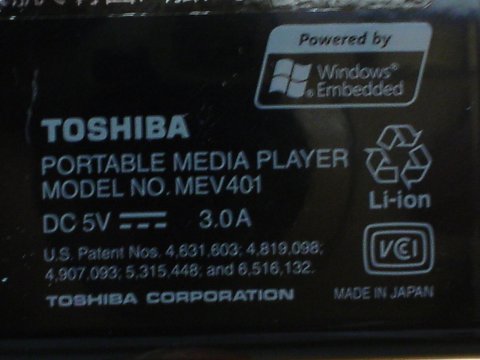 Powered by
Windows®
Embedded
TOSHIBA
PORTABLE MEDIA PLAYER
MODEL NO. MEV401
Li-ion
DC 5V 3.0A
U.S. Patent Nos. 4,631,603; 4,819,098;
4,907,093; 5,315,448; and 6,516,132.
VCI
TOSHIBA CORPORATION
MADE IN JAPAN